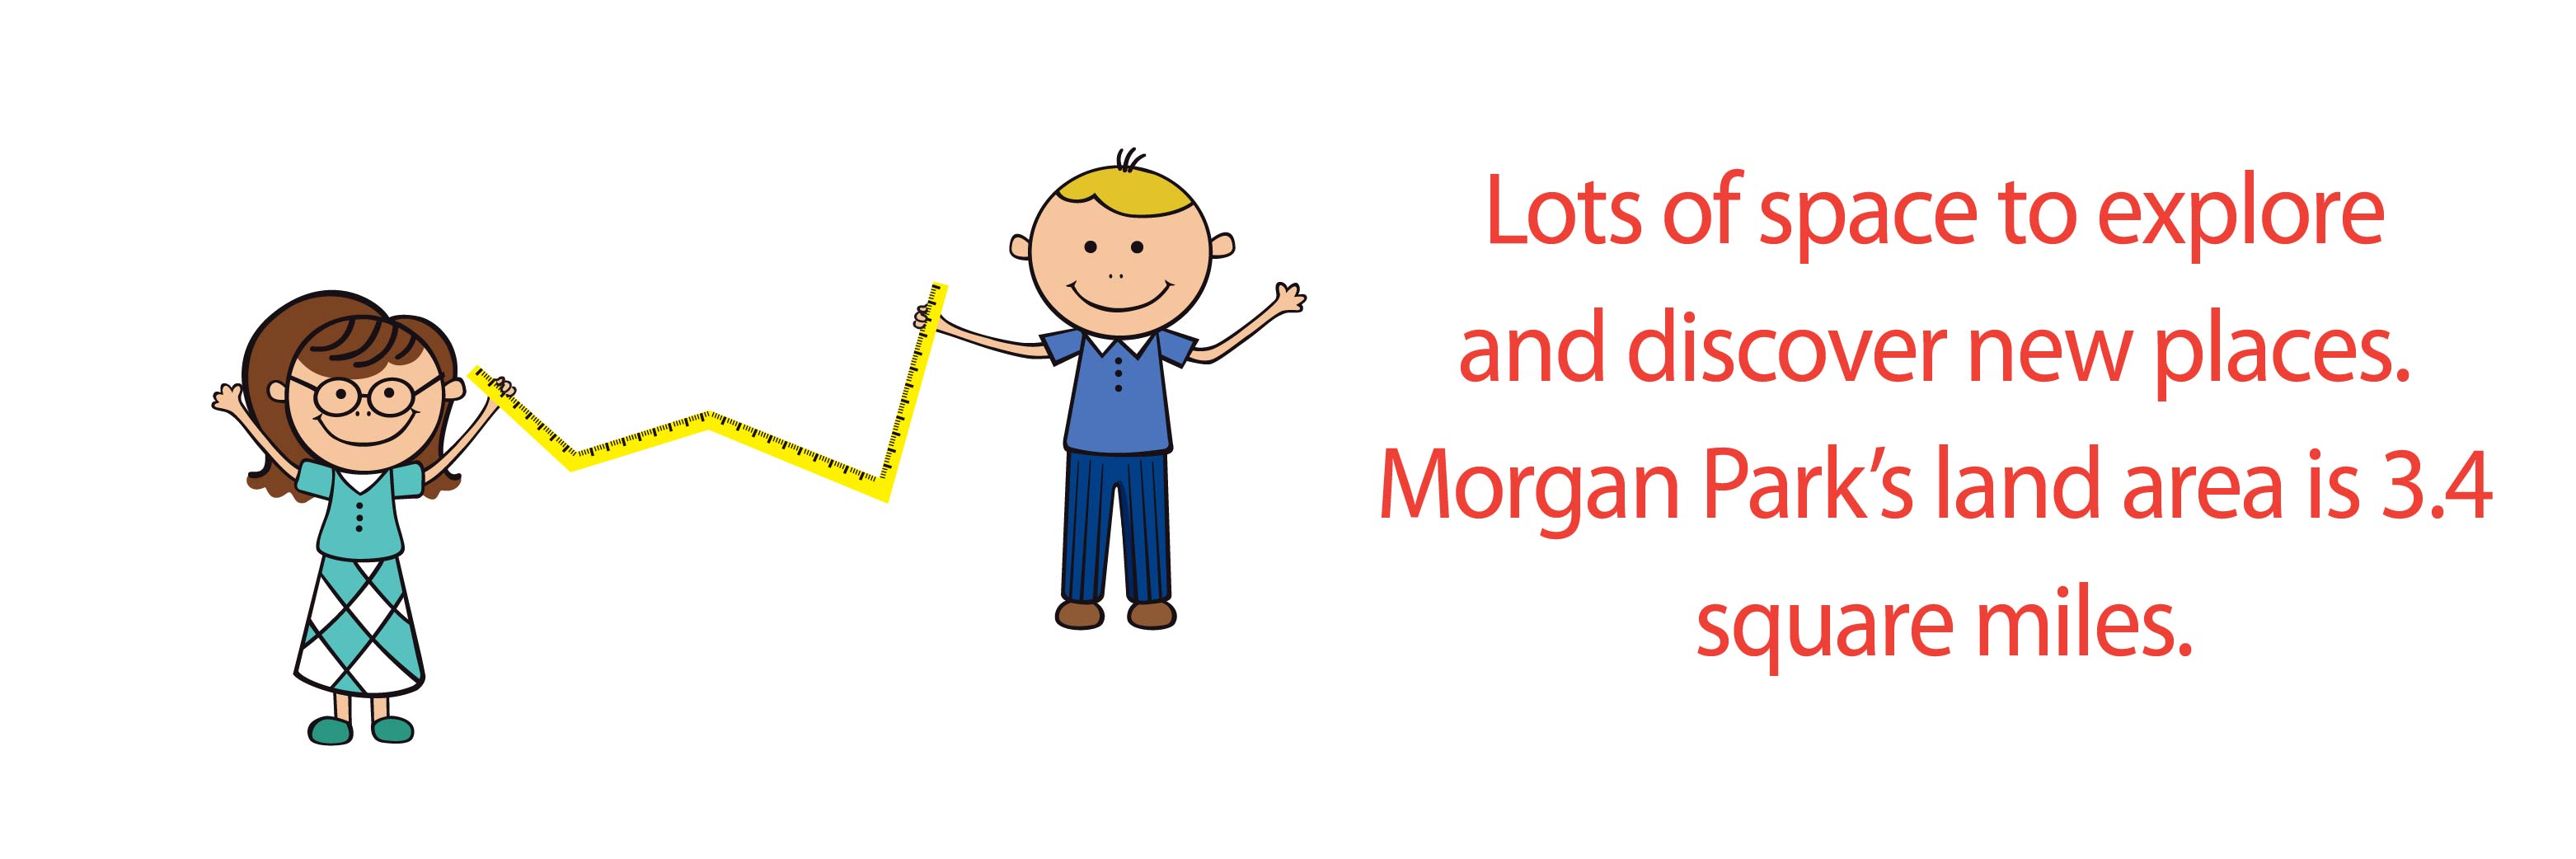 Lots of space to explore
and discover new places.
Morgan Park’s land area is 3.4
square miles.